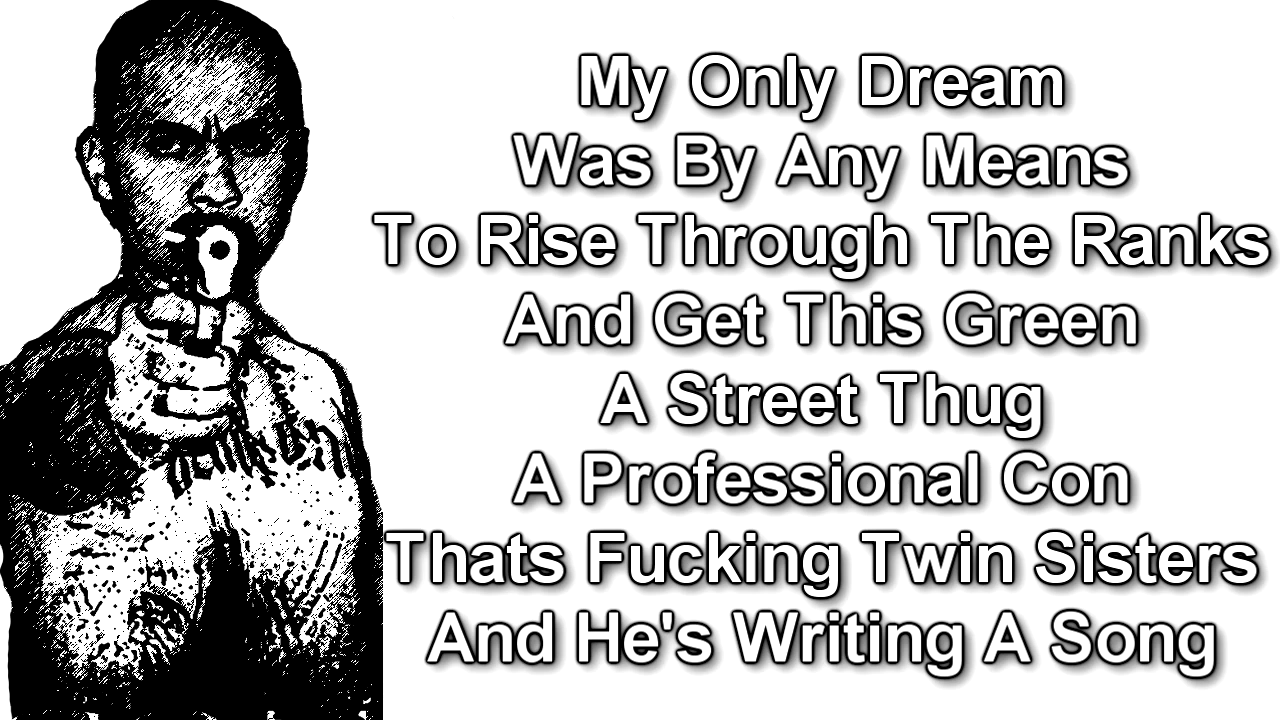 My Only Dream
Was By Any Means
To Rise Through The Ranks
And Get This Green
A Street Thug
A Professional Con
Thats Fucking Twin Sisters
And He's Writing A Song